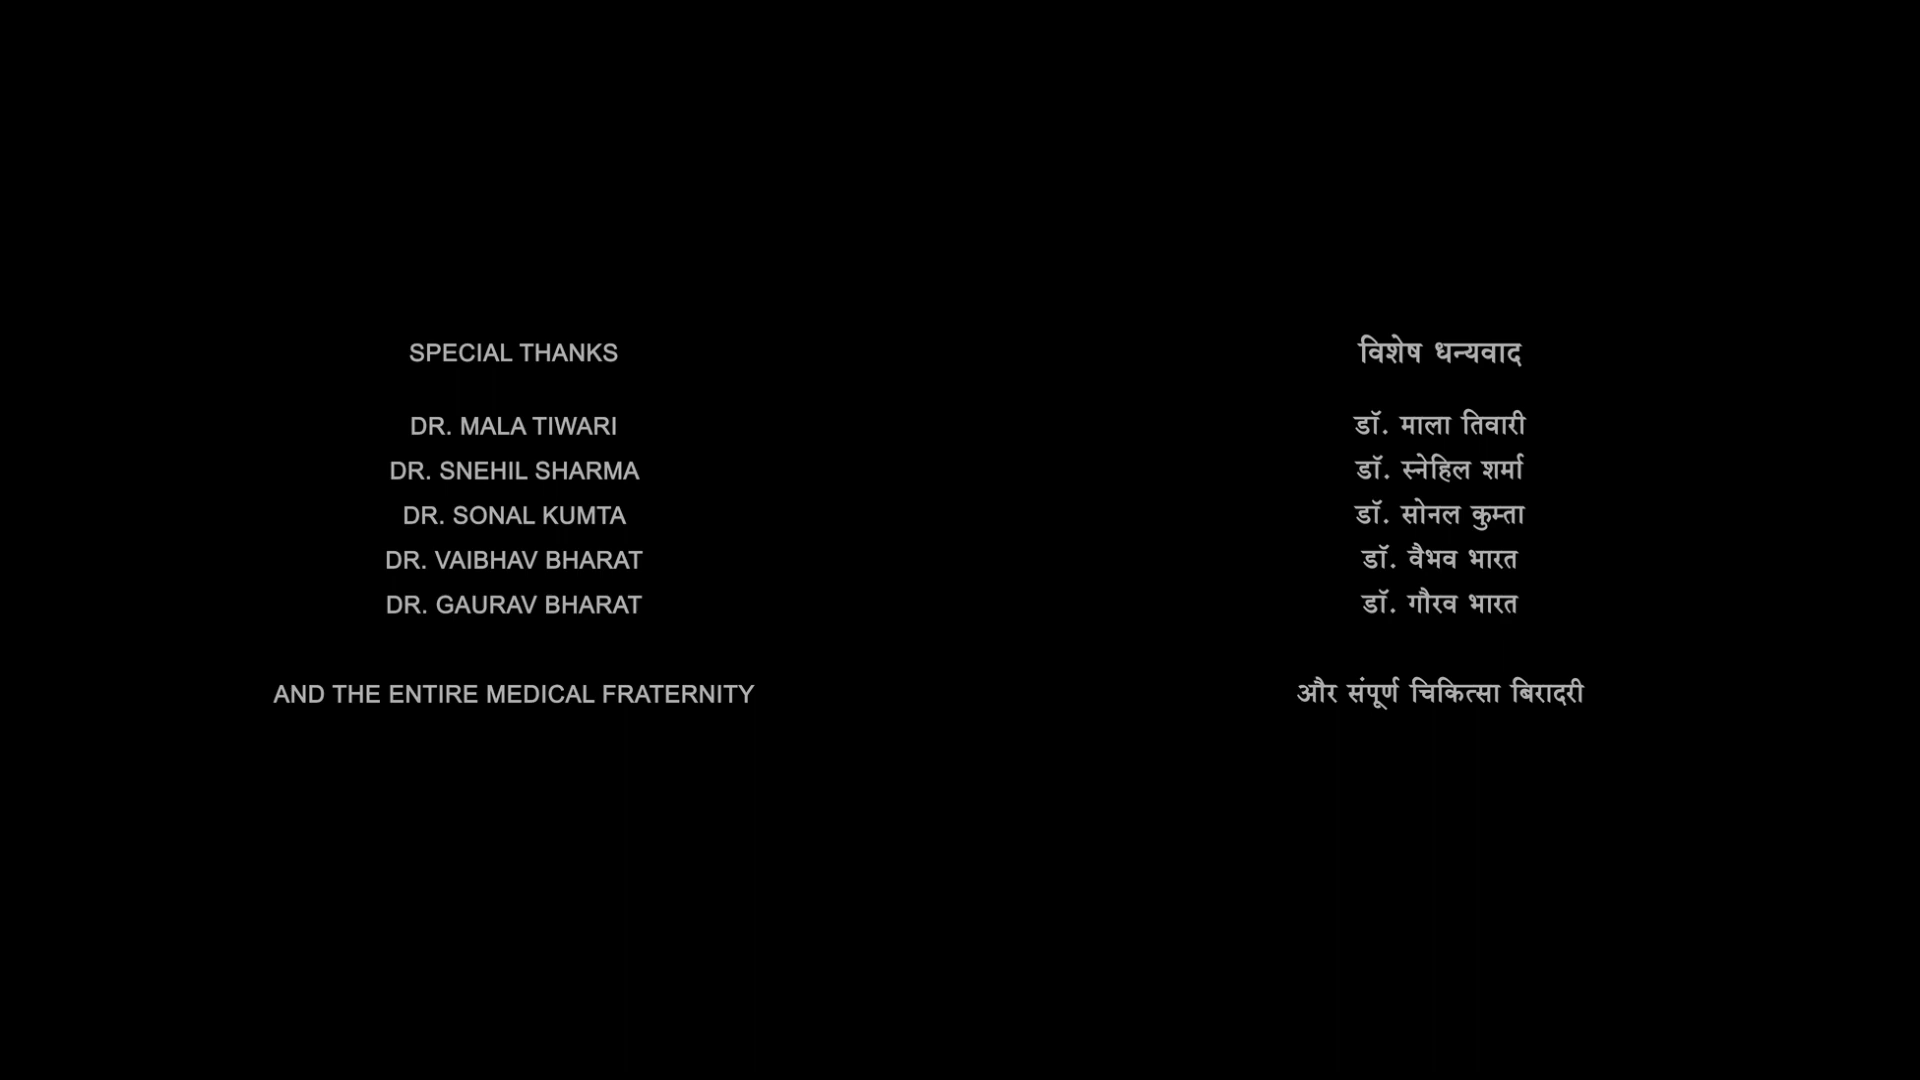 SPECIAL THANKS
DR. MALA TIWARI
DR. SNEHIL SHARMA
DR. SONAL KUMTA
DR. VAIBHAV BHARAT
DR. GAURAV BHARAT
AND THE ENTIRE MEDICAL FRATERNITY
विशेष धन्यवाद
डॉ. माला तिवारी
डॉ. स्नेहिल शर्मा
डॉ. सोनल कुम्ता
डॉ. वैभव भारत
डॉ. गौरव भारत
और संपूर्ण चिकित्सा बिरादरी